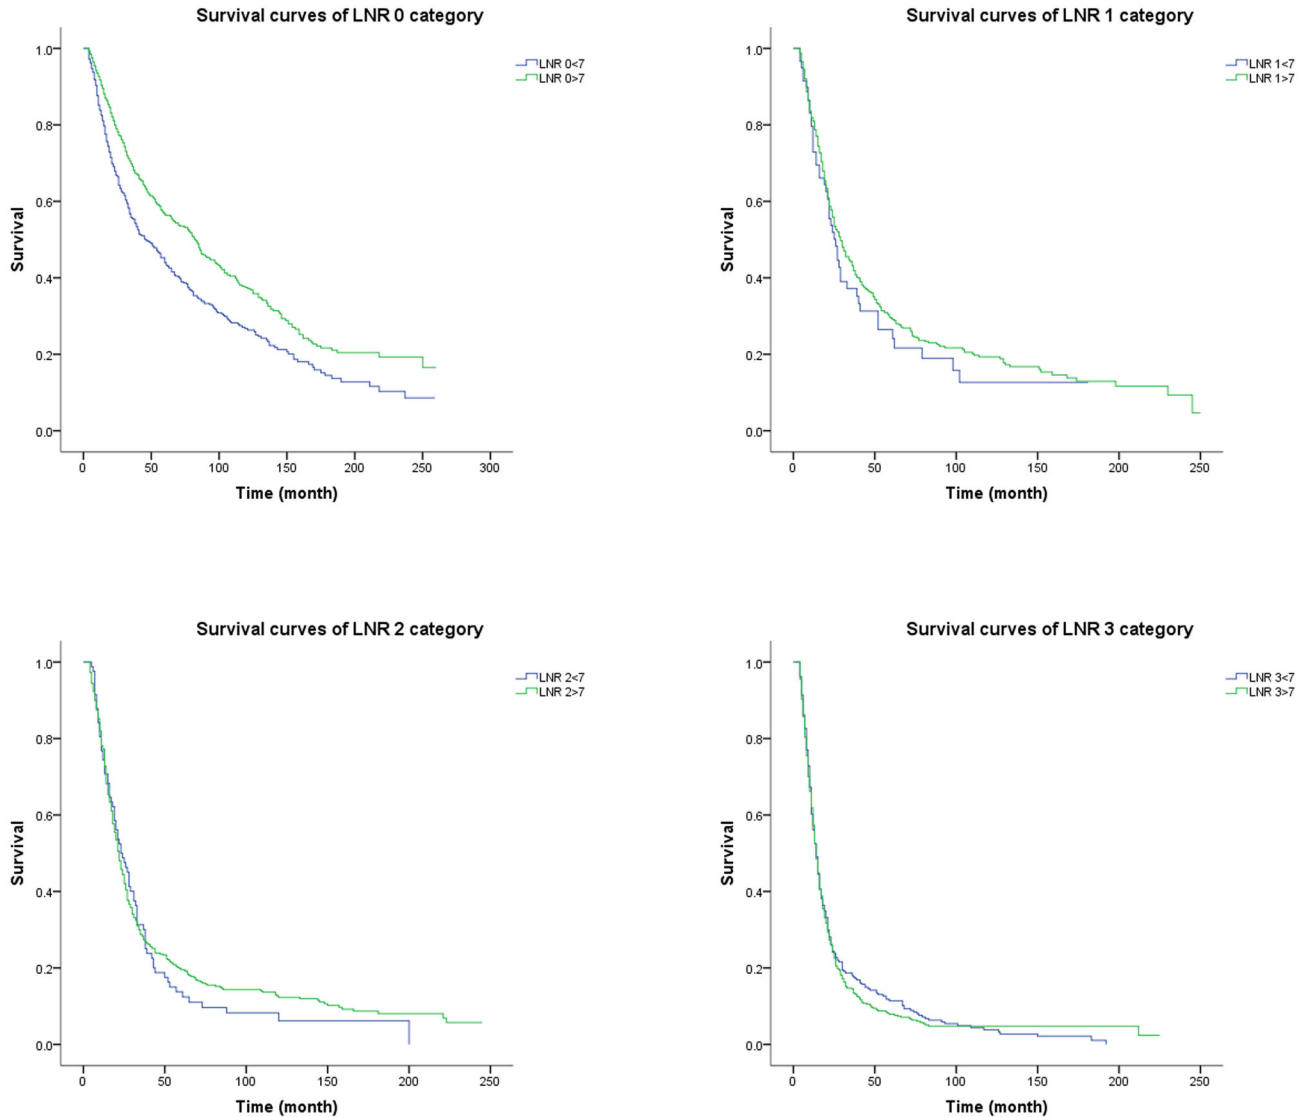 Survival curves of LNR 0 category
LNR 0<7
LNR 0>7
1.0
0.8
0.6
0.4
0.2
0.0
Survival
0 50 100 150 200 250 300
Time (month)
Survival curves of LNR 1 category
LNR 1<7
LNR 1>7
1.0
0.8
0.6
0.4
0.2
0.0
Survival
0 50 100 150 200 250
Time (month)
Survival curves of LNR 2 category
LNR 2<7
LNR 2>7
1.0
0.8
0.6
0.4
0.2
0.0
Survival
0 50 100 150 200 250
Time (month)
Survival curves of LNR 3 category
LNR 3<7
LNR 3>7
1.0
0.8
0.6
0.4
0.2
0.0
Survival
0 50 100 150 200 250
Time (month)